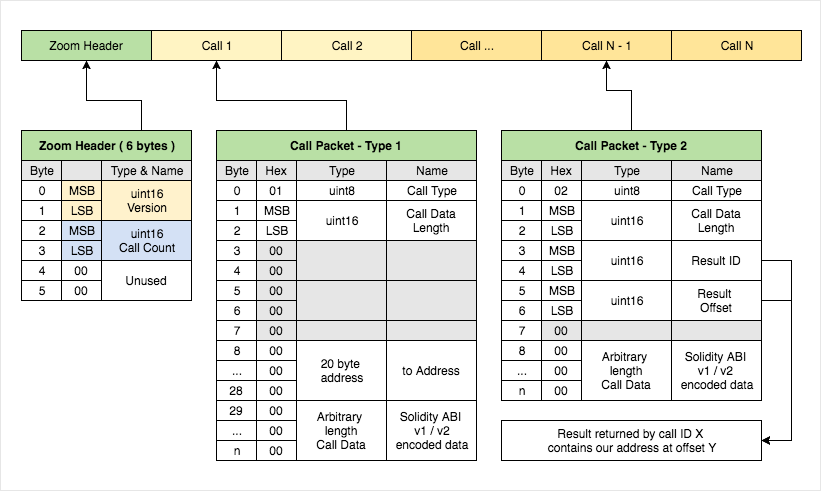 Zoom Header Call 1 Call 2 Call ... Call N - 1 Call N
Zoom Header ( 6 bytes )
Byte Type & Name
0 MSB uint16
1 LSB Version
2 MSB uint16
3 LSB Call Count
4 00 Unused
5 00
Call Packet - Type 1
Byte Hex Type Name
0 01 uint8 Call Type
1 MSB uint16 Call Data
2 LSB Length
3 00
4 00
5 00
6 00
7 00
8 00 20 byte
... 00 address to Address
28 00
29 00 Arbitrary Solidity ABI
... 00 length v1 / v2
n 00 Call Data encoded data
Call Packet - Type 2
Byte Hex Type Name
0 02 uint8 Call Type
1 MSB uint16 Call Data
2 LSB Length
3 MSB uint16 Result ID
4 LSB
5 MSB uint16 Result
6 LSB Offset
7 00
8 00 Arbitrary Solidity ABI
... 00 length v1 / v2
n 00 Call Data encoded data
Result returned by call ID X
contains our address at offset Y